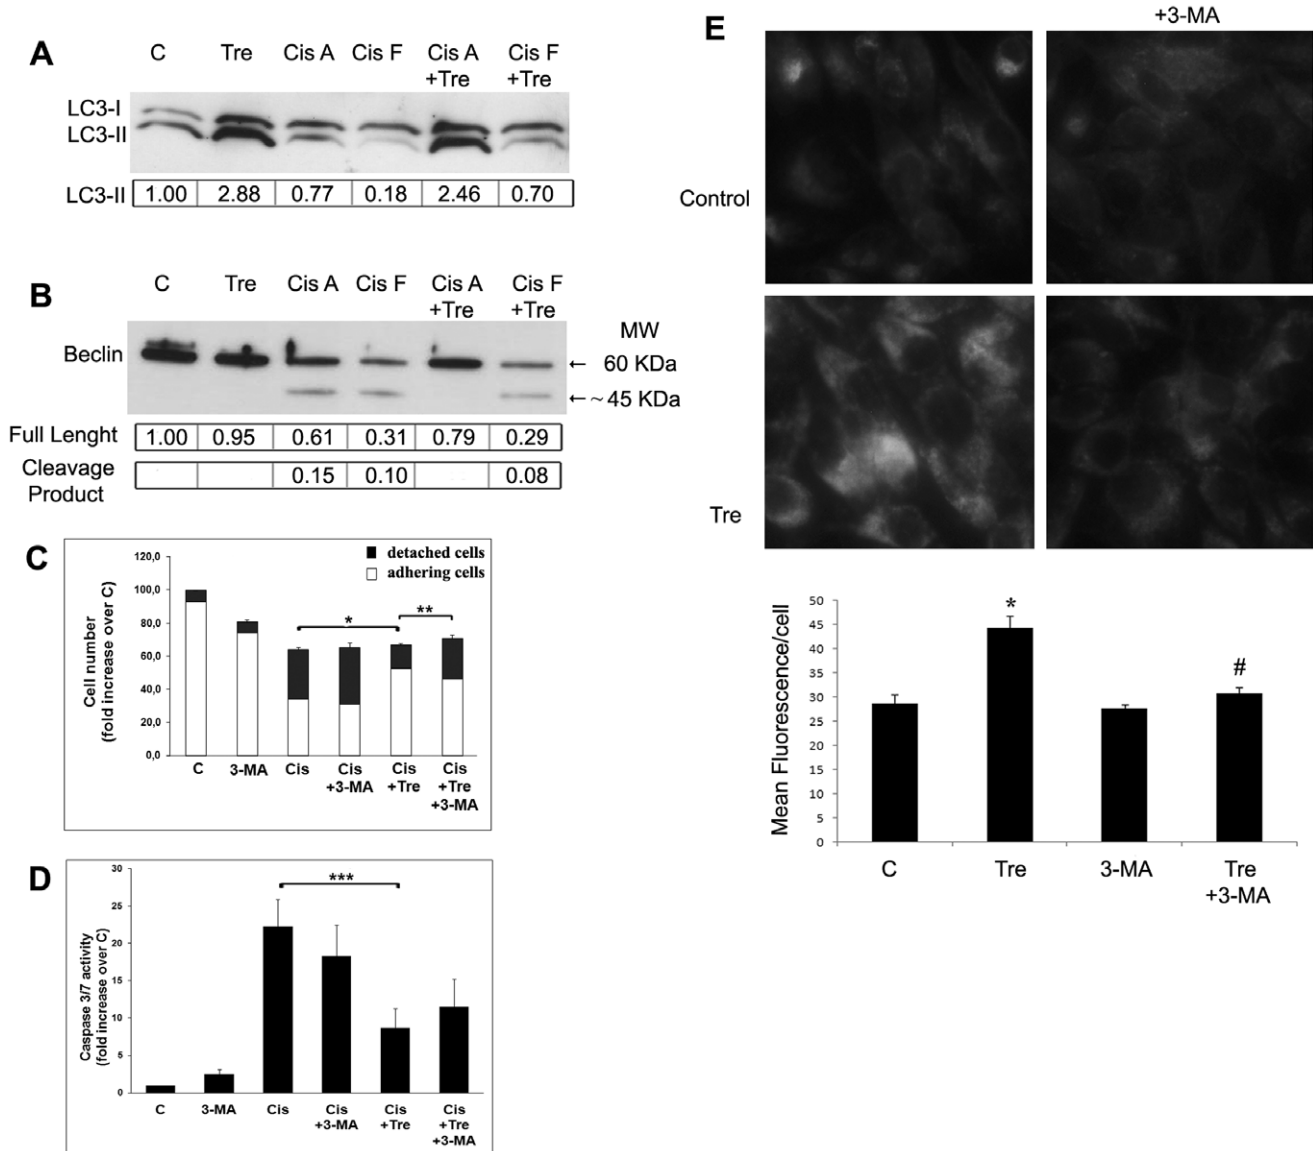 A
C Tre Cis A Cis F Cis A Cis F
+Tre +Tre
LC3-I
LC3-II
LC3-II 1.00 2.88 0.77 0.18 2.46 0.70
B
C Tre Cis A Cis F Cis A Cis F
+Tre +Tre
MW
Beclin ← 60 KDa
←~45 KDa
Full Lenght 1.00 0.95 0.61 0.31 0.79 0.29
Cleavage
Product 0.15 0.10 0.08
C
Cell number
(fold increase over C)
120,0
100,0
80,0
60,0
40,0
20,0
0,0
detached cells
adhering cells
*
**
C 3-MA Cis Cis Cis Cis
+3-MA +Tre +Tre
+3-MA
D
Caspase 3/7 activity
(fold increase over C)
30
25
20
15
10
5
0
***
C 3-MA Cis Cis Cis Cis
+3-MA +Tre +Tre
+3-MA
E
+3-MA
Control
Tre
Mean Fluorescence/cell
50
45
40
35
30
25
20
15
10
5
0
*
#
C Tre 3-MA Tre
+3-MA